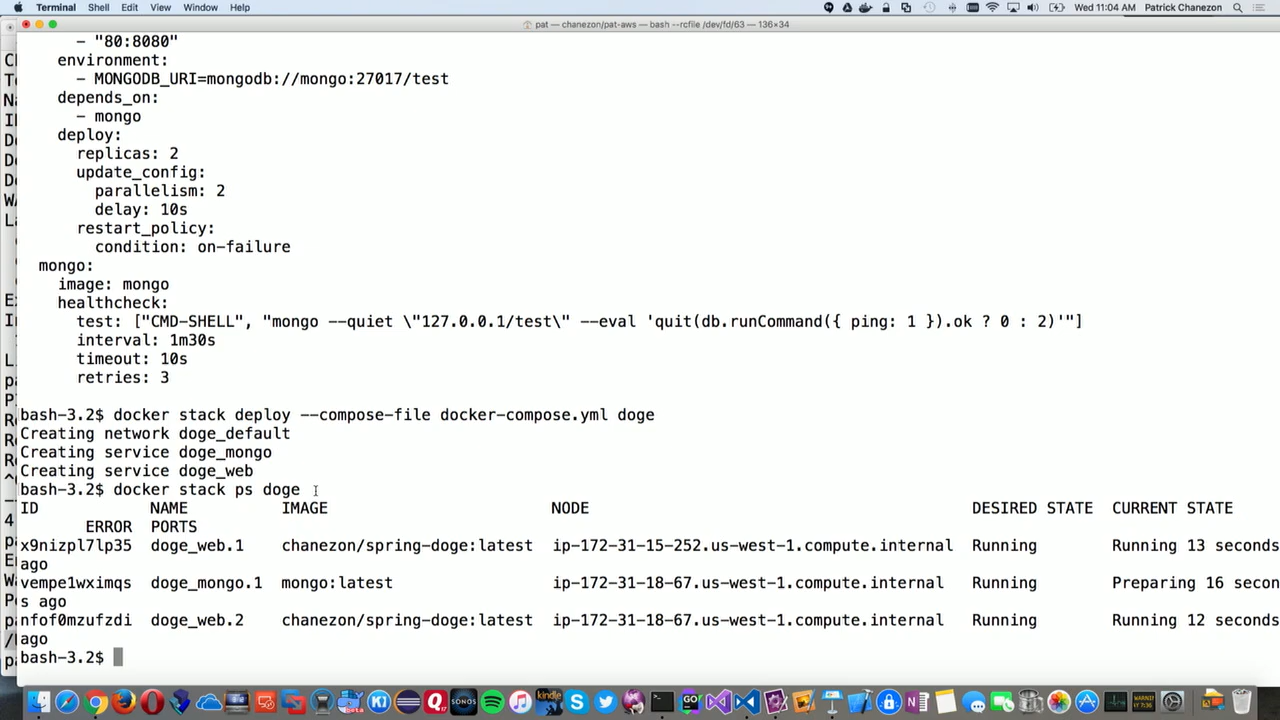 Terminal Shell Edit View Window Help Wed 11:04 AM Patrick Chanezon
pat — chanezon/pat-aws — bash --rcfile /dev/fd/63 — 136×34
- "80:8080"
environment:
- MONGODB_URI=mongodb://mongo:27017/test
depends_on:
- mongo
deploy:
replicas: 2
update_config:
parallelism: 2
delay: 10s
restart_policy:
condition: on-failure
mongo:
image: mongo
healthcheck:
test: ["CMD-SHELL", "mongo --quiet \"127.0.0.1/test\" --eval 'quit(db.runCommand({ ping: 1 }).ok ? 0 : 2)'"]
interval: 1m30s
timeout: 10s
retries: 3
bash-3.2$ docker stack deploy --compose-file docker-compose.yml doge
Creating network doge_default
Creating service doge_mongo
Creating service doge_web
bash-3.2$ docker stack ps doge
ID NAME IMAGE NODE DESIRED STATE CURRENT STATE
ERROR PORTS
x9nizpl7lp35 doge_web.1 chanezon/spring-doge:latest ip-172-31-15-252.us-west-1.compute.internal Running Running 13 seconds
ago
vempe1wximqs doge_mongo.1 mongo:latest ip-172-31-18-67.us-west-1.compute.internal Running Preparing 16 secon
s ago
pnfof0mzufzdi doge_web.2 chanezon/spring-doge:latest ip-172-31-18-67.us-west-1.compute.internal Running Running 12 seconds
ago
bash-3.2$
SONOS
kindle